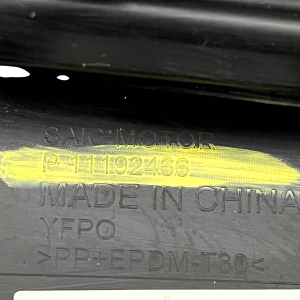 SAIC MOTOR
P 11192466
MADE IN CHINA
YFPO
>PP+EPDM-T30<